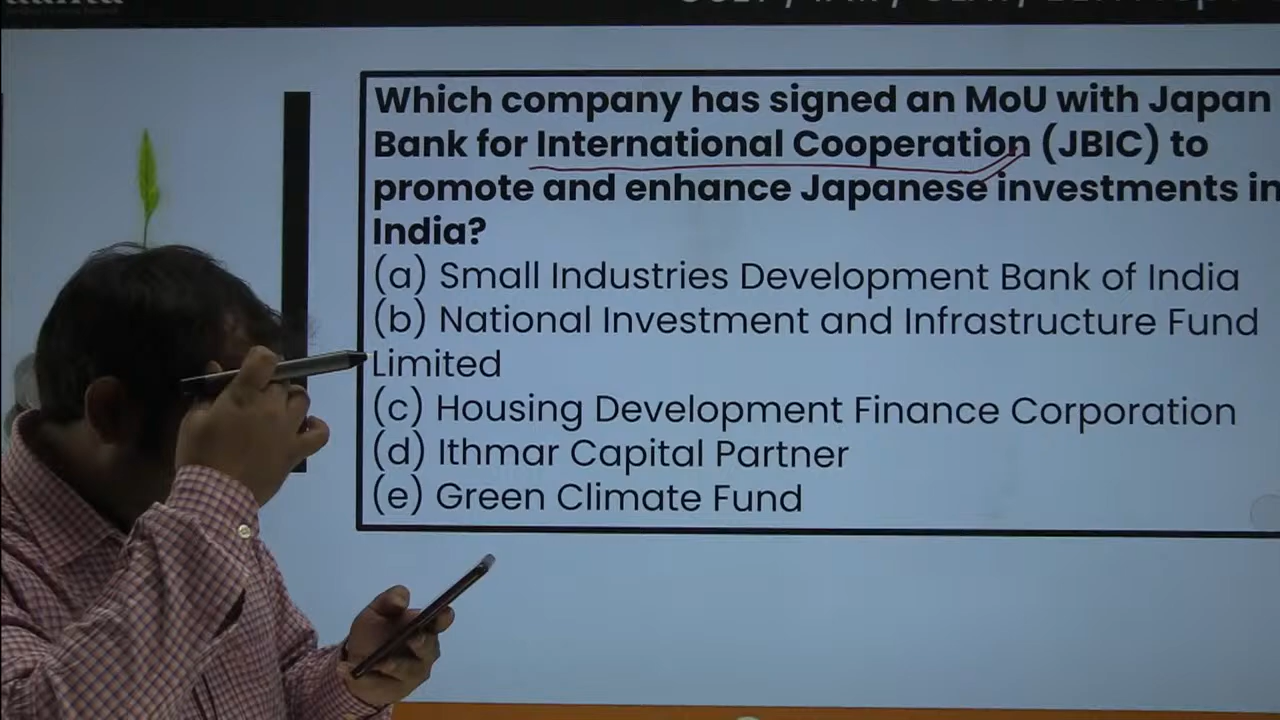 Which company has signed an MoU with Japan
Bank for International Cooperation (JBIC) to
promote and enhance Japanese investments in
India?
(a) Small Industries Development Bank of India
(b) National Investment and Infrastructure Fund
Limited
(c) Housing Development Finance Corporation
(d) Ithmar Capital Partner
(e) Green Climate Fund